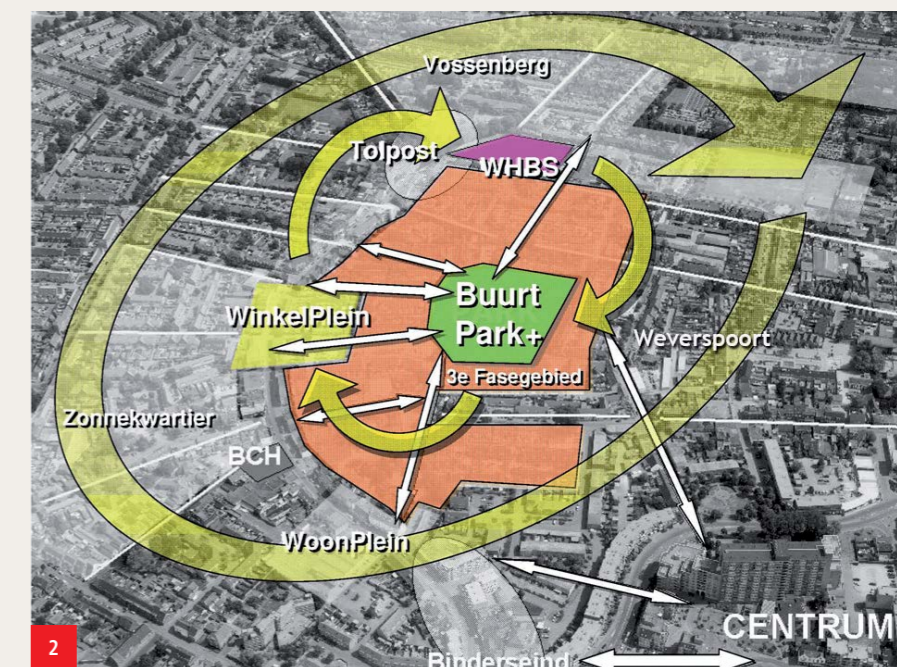 Vossenberg
Tolpost
WHBS
Buurt
Park+
WinkelPlein
Weverspoort
3e Fasegebied
Zonnekwartier
BCH
WoonPlein
CENTRUM
Binderseind
2